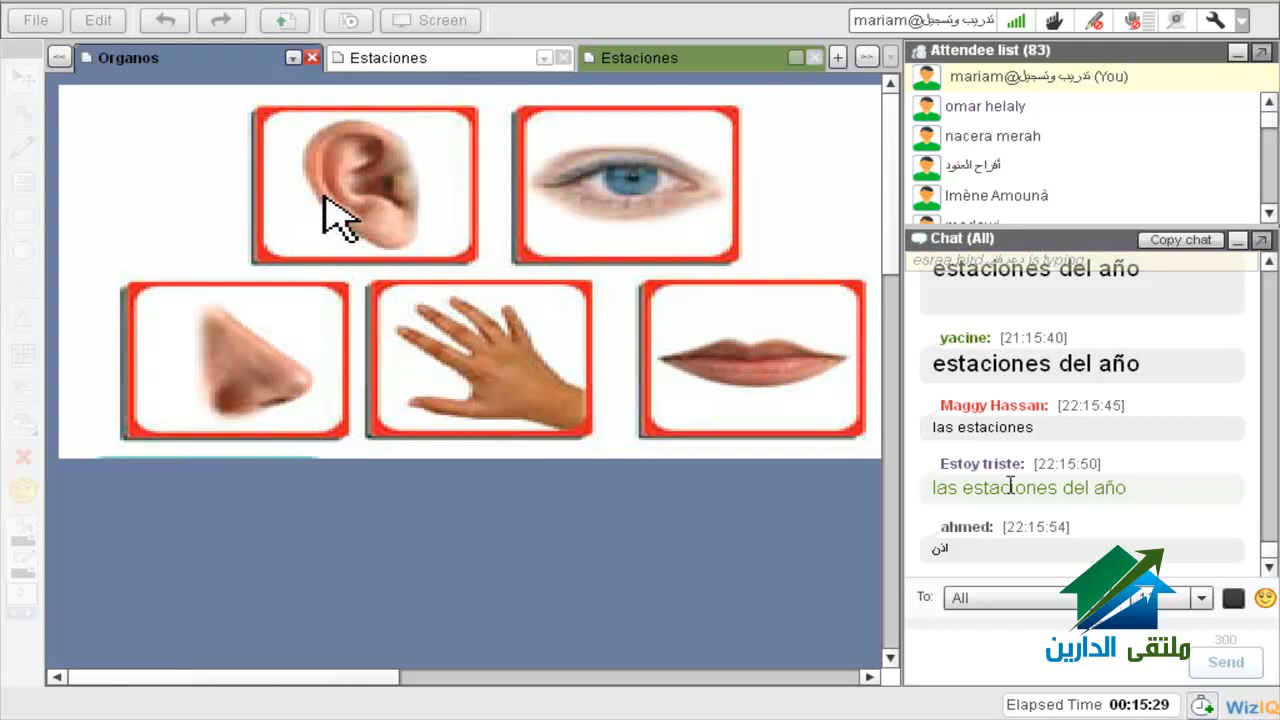 File
Edit
Screen
mariam@تدريب وتسجيل
Organos
Estaciones
Estaciones
Attendee list (83)
mariam@تدريب وتسجيل (You)
omar helaly
nacera merah
أفراح العنود
Imène Amounà
Chat (All)
Copy chat
estaciones del año
yacine: [21:15:40]
estaciones del año
Maggy Hassan: [22:15:45]
las estaciones
Estoy triste: [22:15:50]
las estaciones del año
ahmed: [22:15:54]
اذن
To:
All
ملتقى الدارين
300
Send
Elapsed Time 00:15:29
WizIQ